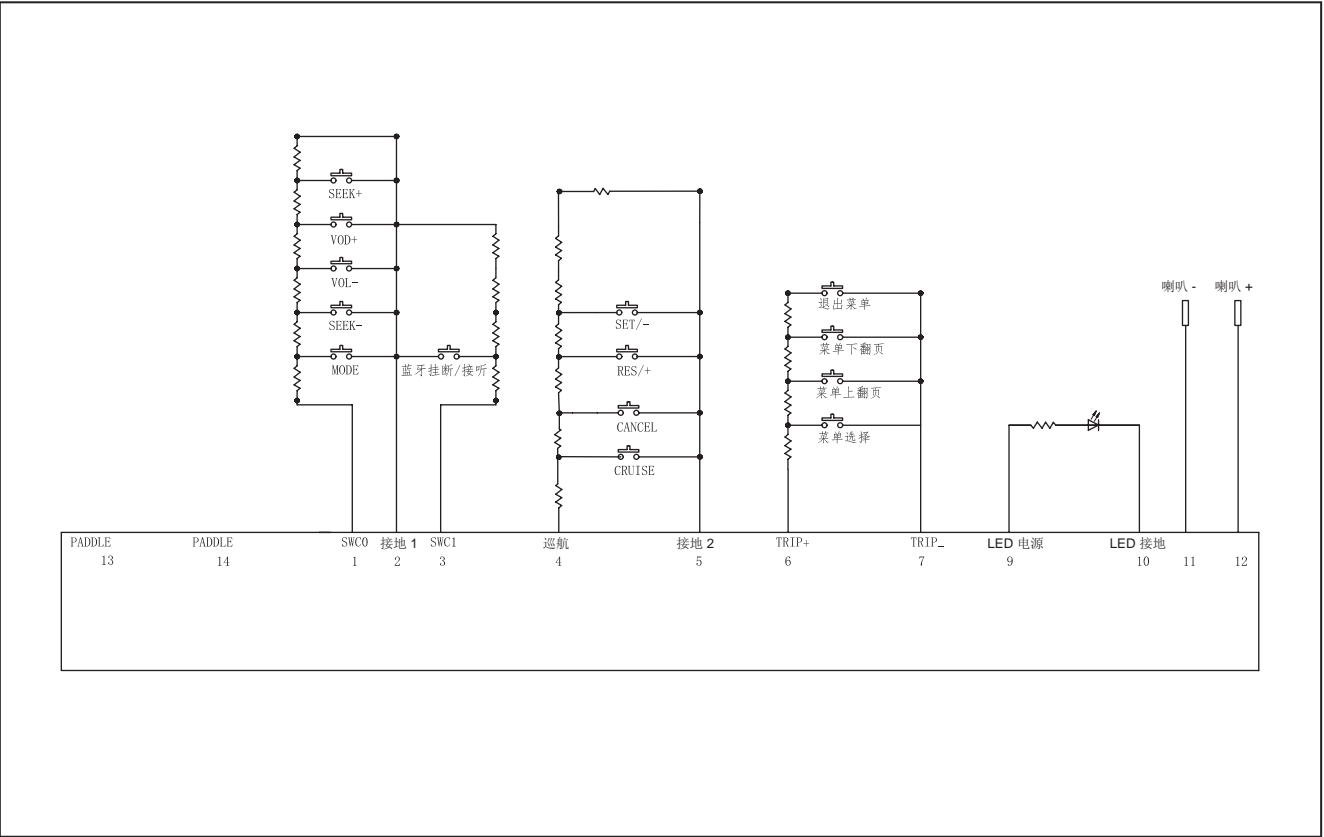 SEEK+
VOD+
VOL-
SEEK-
MODE
蓝牙挂断/接听
SET/-
RES/+
CANCEL
CRUISE
退出菜单
菜单下翻页
菜单上翻页
菜单选择
喇叭 - 喇叭 +
PADDLE PADDLE SWC0 接地 1 SWC1 巡航 接地 2 TRIP+ TRIP_ LED 电源 LED 接地
13 14 1 2 3 4 5 6 7 9 10 11 12